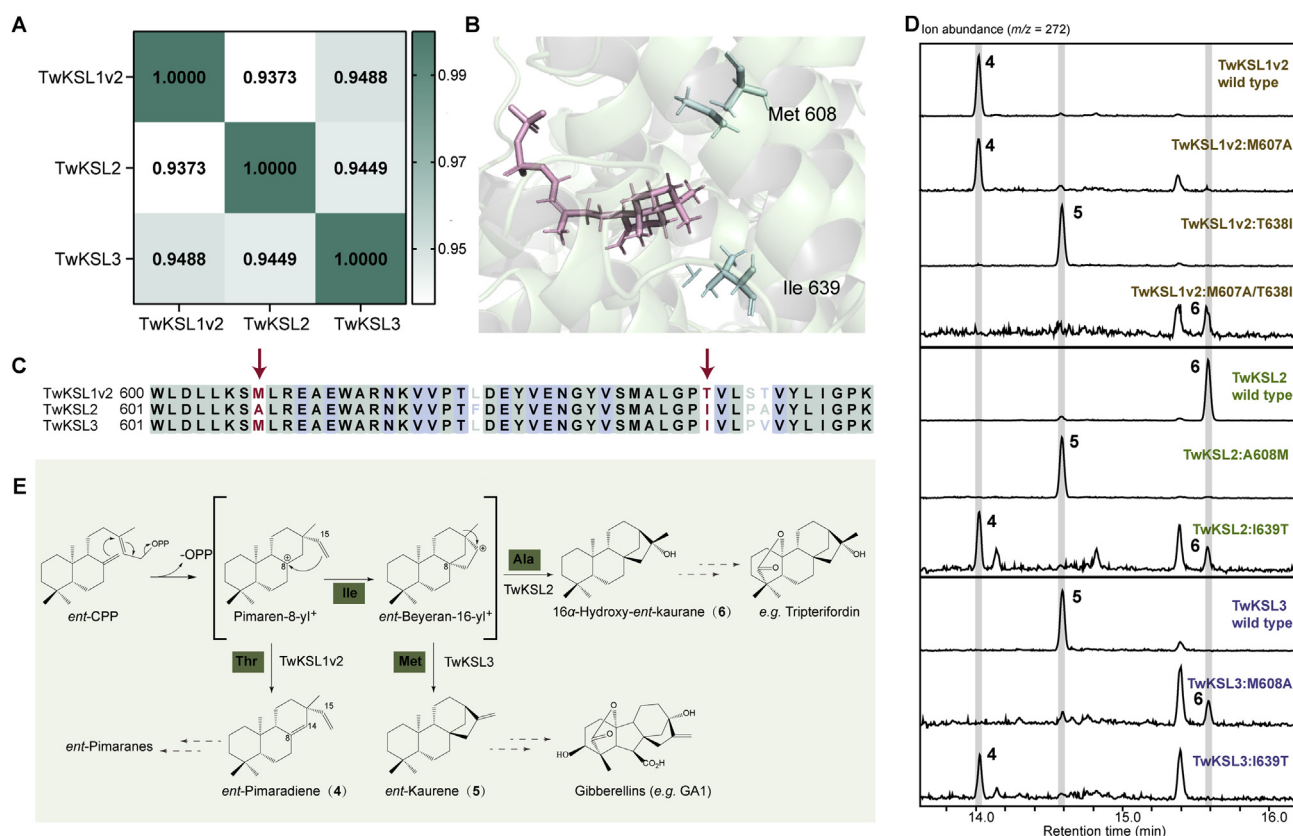 A
TwKSL1v2
TwKSL2
TwKSL3
1.0000 0.9373 0.9488
0.9373 1.0000 0.9449
0.9488 0.9449 1.0000
TwKSL1v2 TwKSL2 TwKSL3
0.99
0.97
0.95
B
Met 608
Ile 639
C
TwKSL1v2 600 WLDLLKSMLREAEWARNKVVPTLDEYVENGYVSMALGPTVLSTVYLIGPK
TwKSL2 601 WLDLLKSALREAEWARNKVVPTFDEYVENGYVSMALGPIVLPAVYLIGPK
TwKSL3 601 WLDLLKSMLREAEWARNKVVPTLDEYVENGYVSMALGPIVLPVVYLIGPK
D
Ion abundance (m/z = 272)
4
TwKSL1v2
wild type
4
TwKSL1v2:M607A
5
TwKSL1v2:T638I
TwKSL1v2:M607A/T638I
6
6
TwKSL2
wild type
5
TwKSL2:A608M
4
TwKSL2:I639T
6
5
TwKSL3
wild type
TwKSL3:M608A
6
4
TwKSL3:I639T
14.0 15.0 16.0
Retention time (min)
E
OPP
ent-CPP
-OPP
15
8
Pimaren-8-yl+
Ile
8
ent-Beyeran-16-yl+
Ala
TwKSL2
OH
16α-Hydroxy-ent-kaurane (6)
O
O
OH
e.g. Tripterifordin
Thr
TwKSL1v2
Met
TwKSL3
ent-Pimaranes
15
14
8
ent-Pimaradiene (4)
ent-Kaurene (5)
O
O
OH
HO
CO2H
Gibberellins (e.g. GA1)